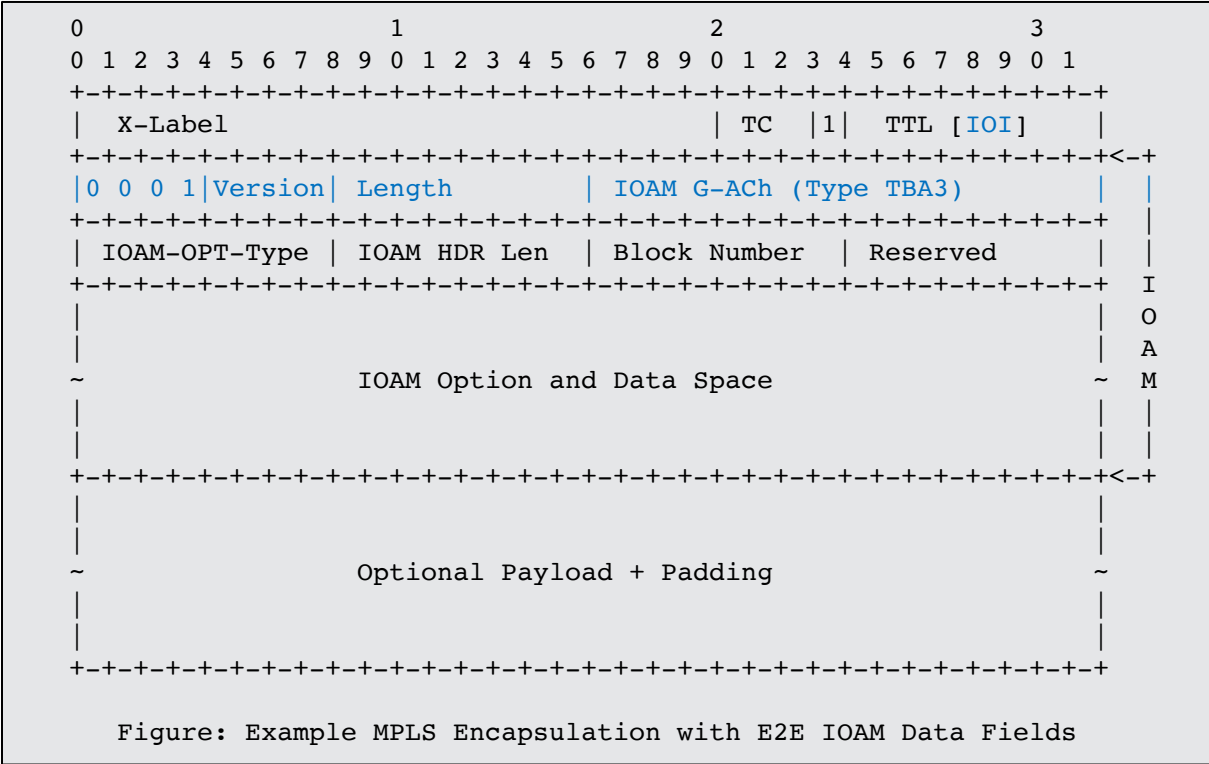 0                   1                   2                   3
0 1 2 3 4 5 6 7 8 9 0 1 2 3 4 5 6 7 8 9 0 1 2 3 4 5 6 7 8 9 0 1
+-+-+-+-+-+-+-+-+-+-+-+-+-+-+-+-+-+-+-+-+-+-+-+-+-+-+-+-+-+-+-+-+
|  X-Label                              | TC  |1|  TTL [IOI]    |
+-+-+-+-+-+-+-+-+-+-+-+-+-+-+-+-+-+-+-+-+-+-+-+-+-+-+-+-+-+-+-+-+<-+
|0 0 0 1|Version| Length        | IOAM G-ACh (Type TBA3)        |  |
+-+-+-+-+-+-+-+-+-+-+-+-+-+-+-+-+-+-+-+-+-+-+-+-+-+-+-+-+-+-+-+-+  |
| IOAM-OPT-Type | IOAM HDR Len  | Block Number  | Reserved      |  |
+-+-+-+-+-+-+-+-+-+-+-+-+-+-+-+-+-+-+-+-+-+-+-+-+-+-+-+-+-+-+-+-+  I
|                                                               |  O
|                                                               |  A
~                 IOAM Option and Data Space                    ~  M
|                                                               |  |
|                                                               |  |
+-+-+-+-+-+-+-+-+-+-+-+-+-+-+-+-+-+-+-+-+-+-+-+-+-+-+-+-+-+-+-+-+<-+
|                                                               |
|                                                               |
~                 Optional Payload + Padding                    ~
|                                                               |
|                                                               |
+-+-+-+-+-+-+-+-+-+-+-+-+-+-+-+-+-+-+-+-+-+-+-+-+-+-+-+-+-+-+-+-+
Figure: Example MPLS Encapsulation with E2E IOAM Data Fields